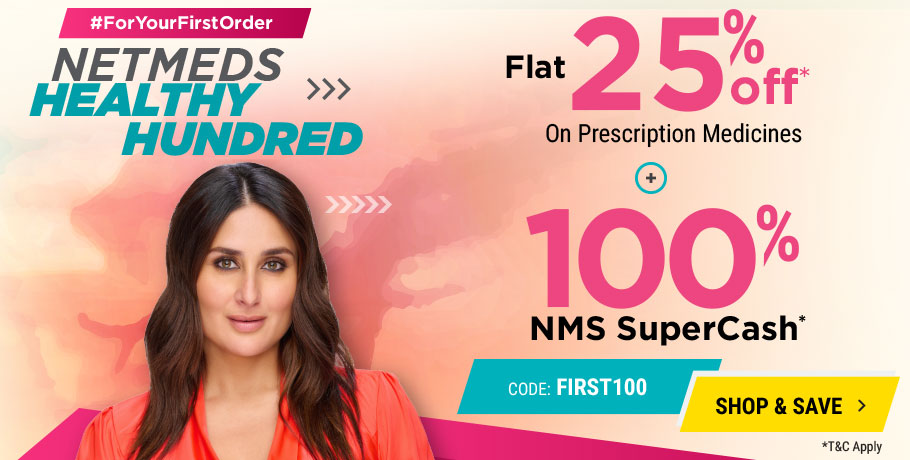 #ForYourFirstOrder
NETMEDS
HEALTHY
HUNDRED
Flat 25% off*
On Prescription Medicines
+
100%
NMS SuperCash*
CODE: FIRST100
SHOP & SAVE >
*T&C Apply